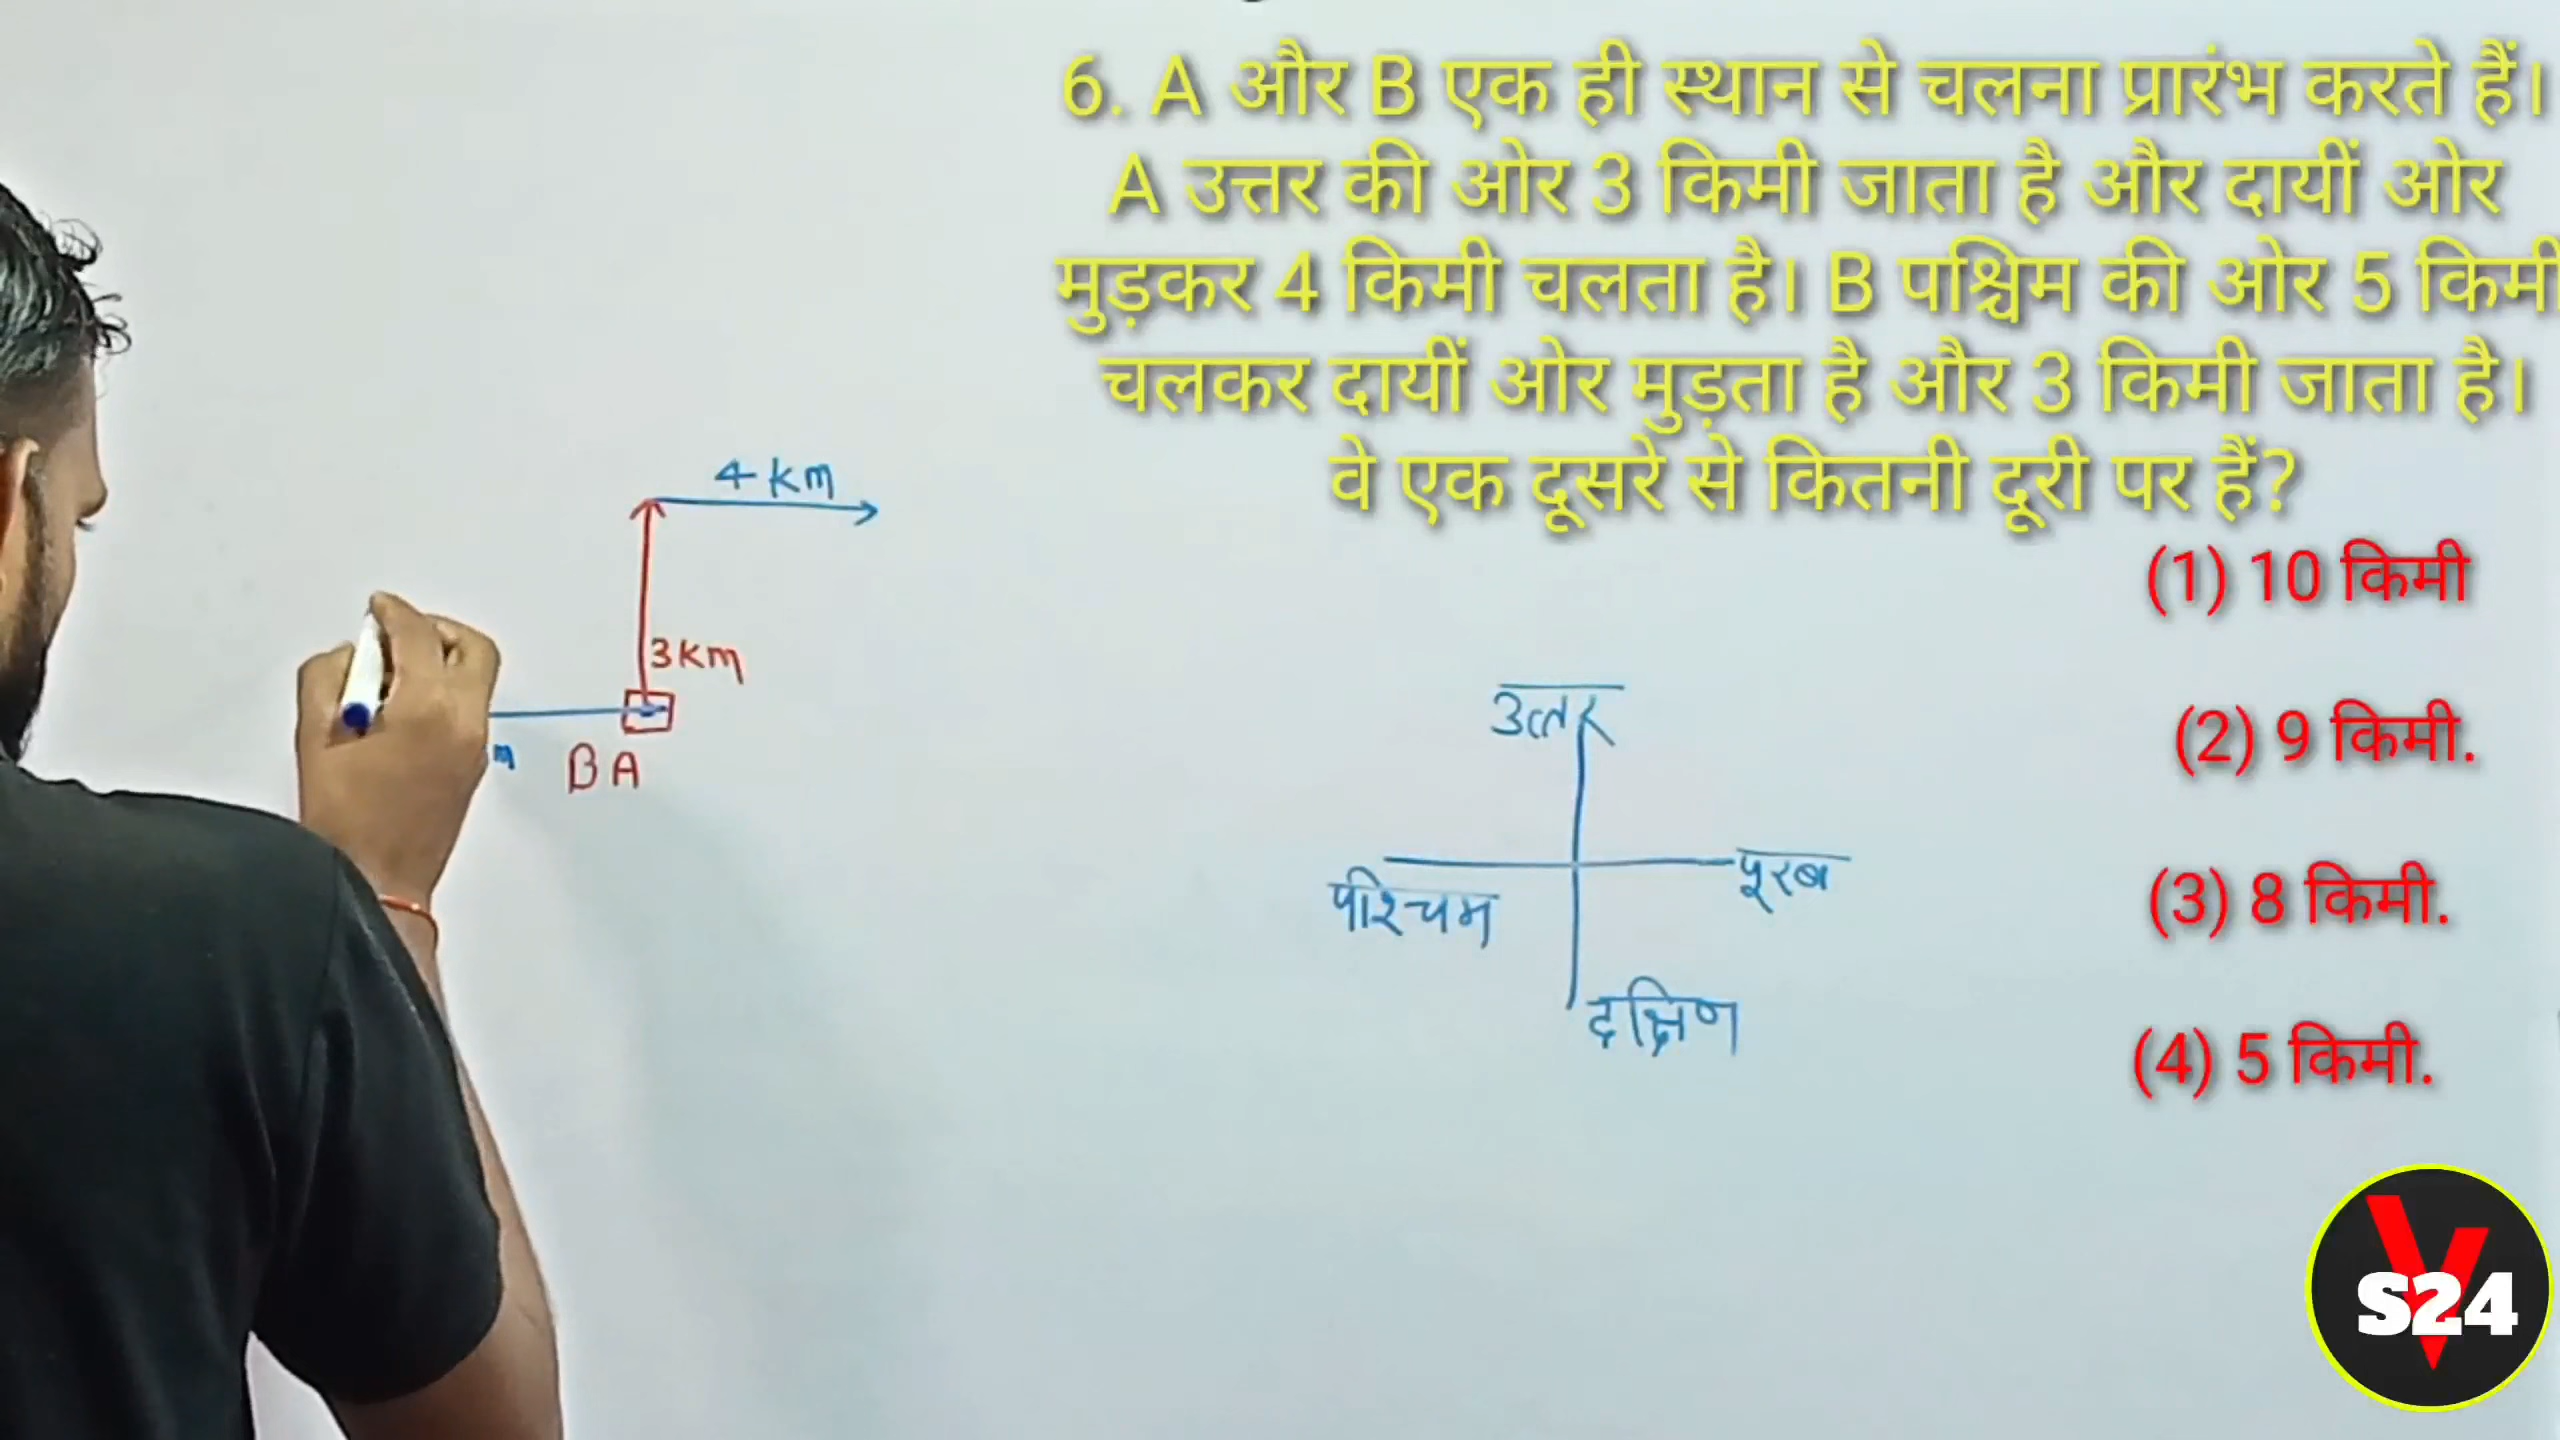 6. A और B एक ही स्थान से चलना प्रारंभ करते हैं।
A उत्तर की ओर 3 किमी जाता है और दायीं ओर
मुड़कर 4 किमी चलता है। B पश्चिम की ओर 5 किमी
चलकर दायीं ओर मुड़ता है और 3 किमी जाता है।
वे एक दूसरे से कितनी दूरी पर हैं?
(1) 10 किमी
(2) 9 किमी.
(3) 8 किमी.
(4) 5 किमी.
4 km
3 km
m
B A
उत्तर
पश्चिम
पूरब
दक्षिण
V
S24